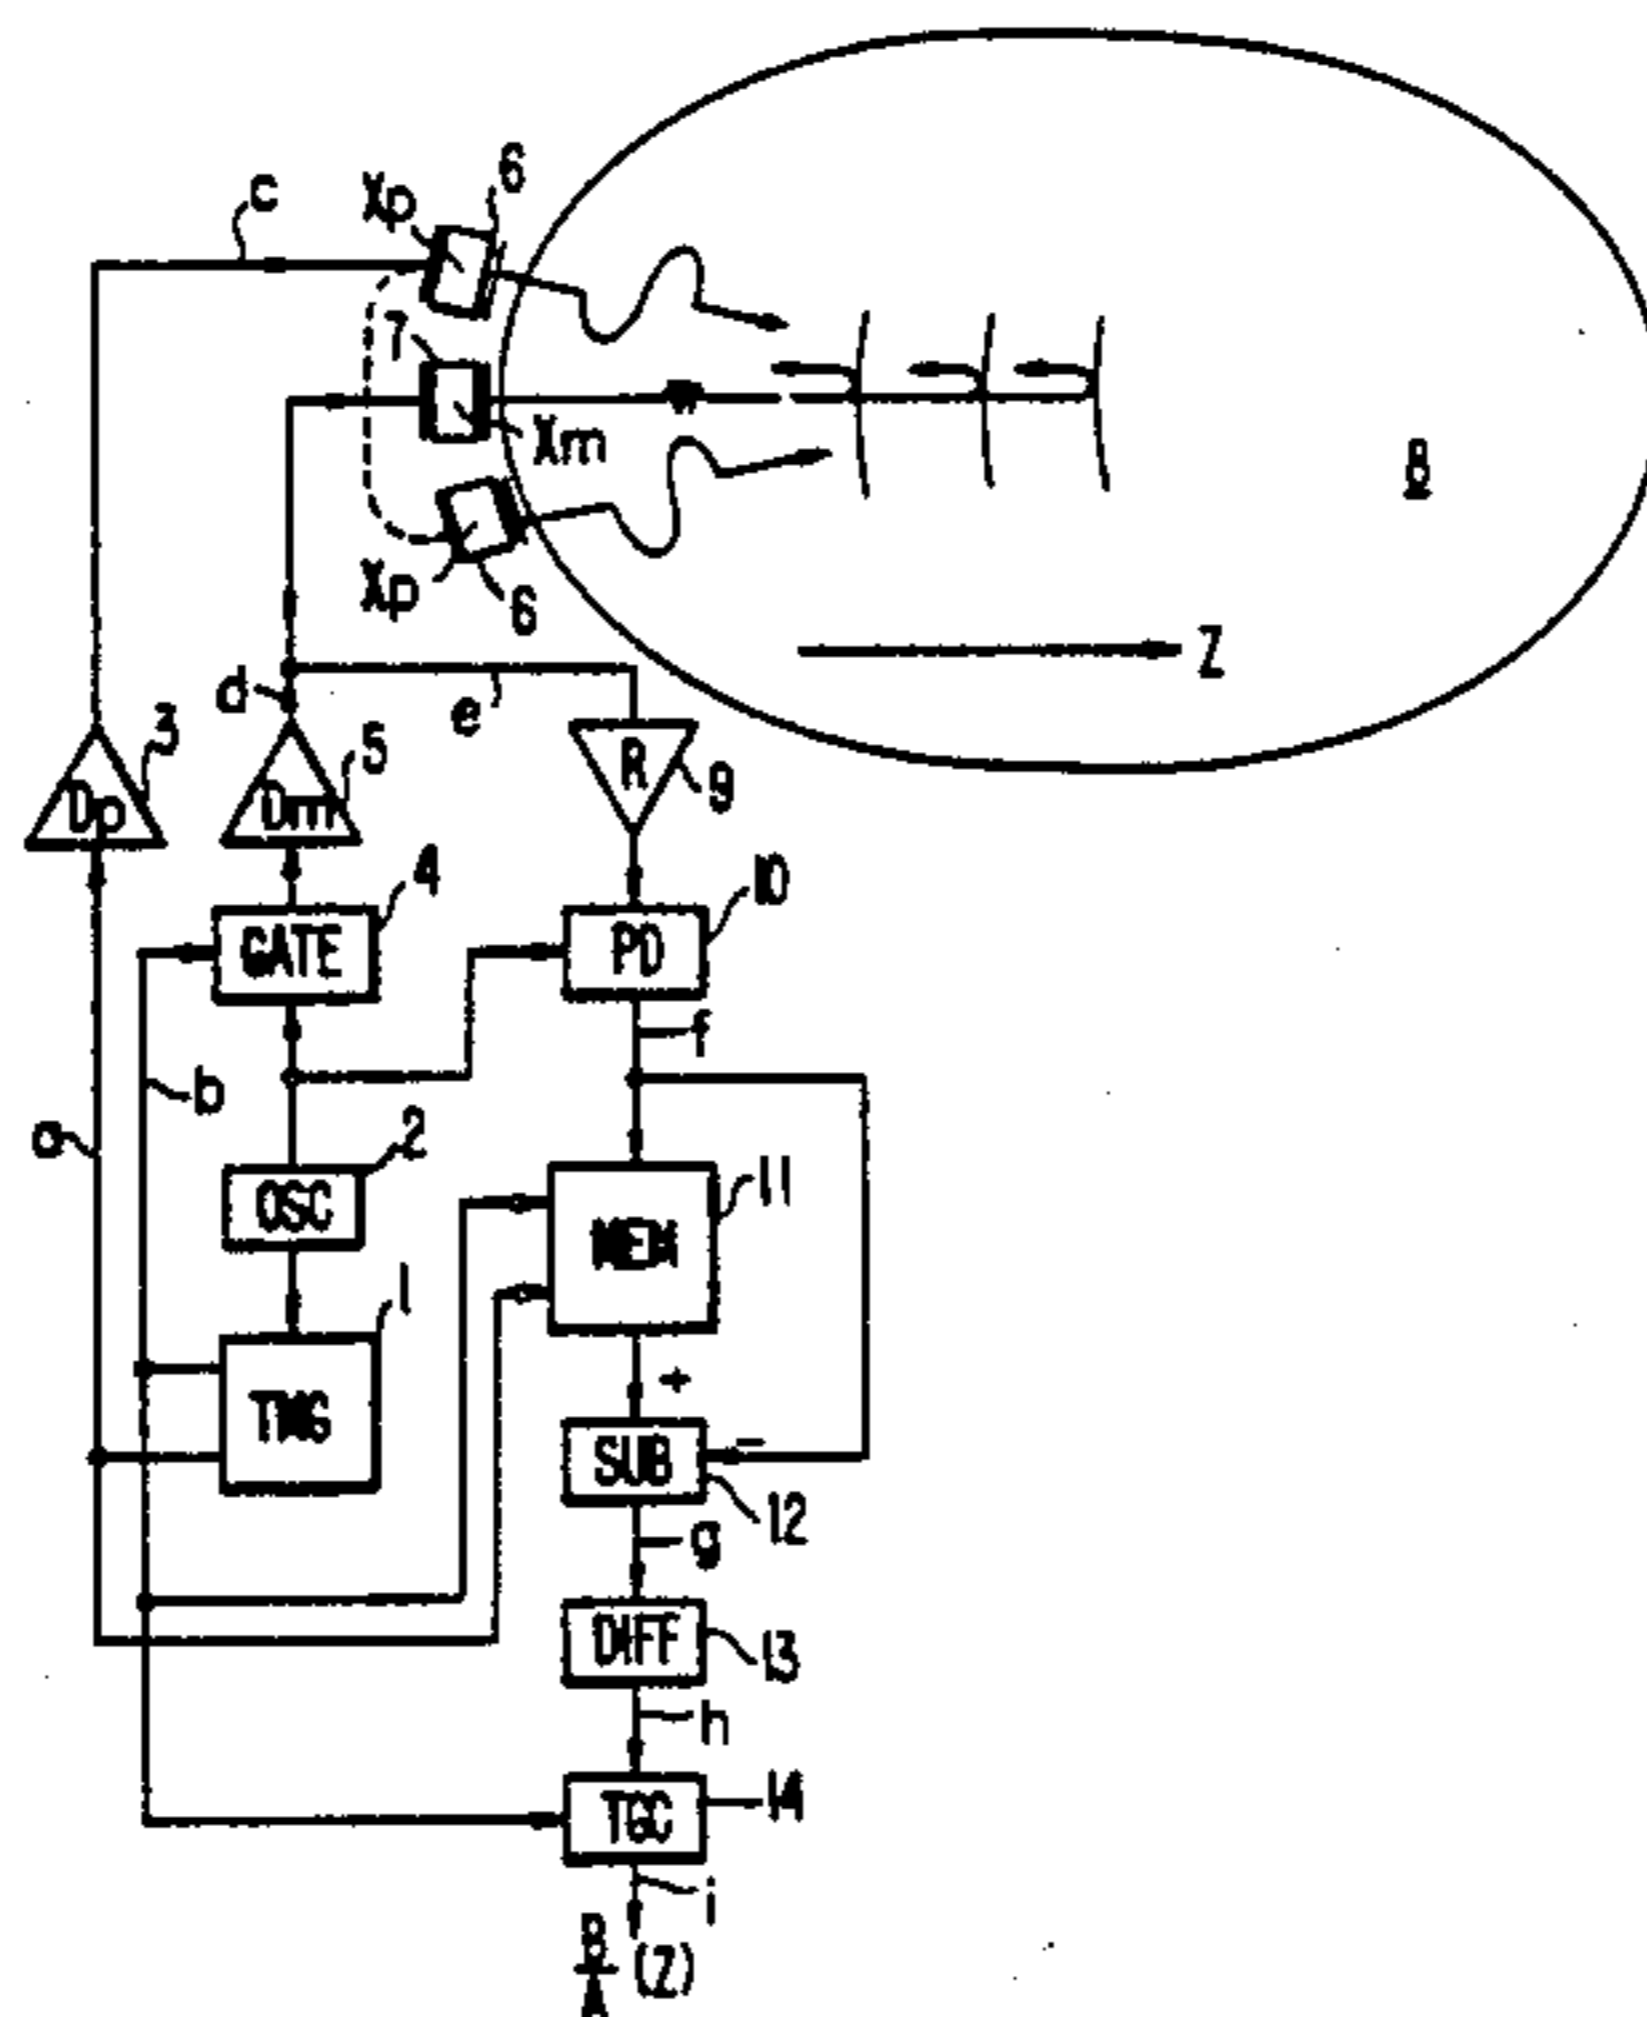 c
Xp
6
7
Xm
8
Xp
6
Z
d
e
3
5
R
9
Dp
Dm
4
10
GATE
PD
f
b
a
2
11
OSC
MEM
1
+
TMG
-
SUB
12
g
DIFF
13
h
14
TGC
i
B
A
(Z)